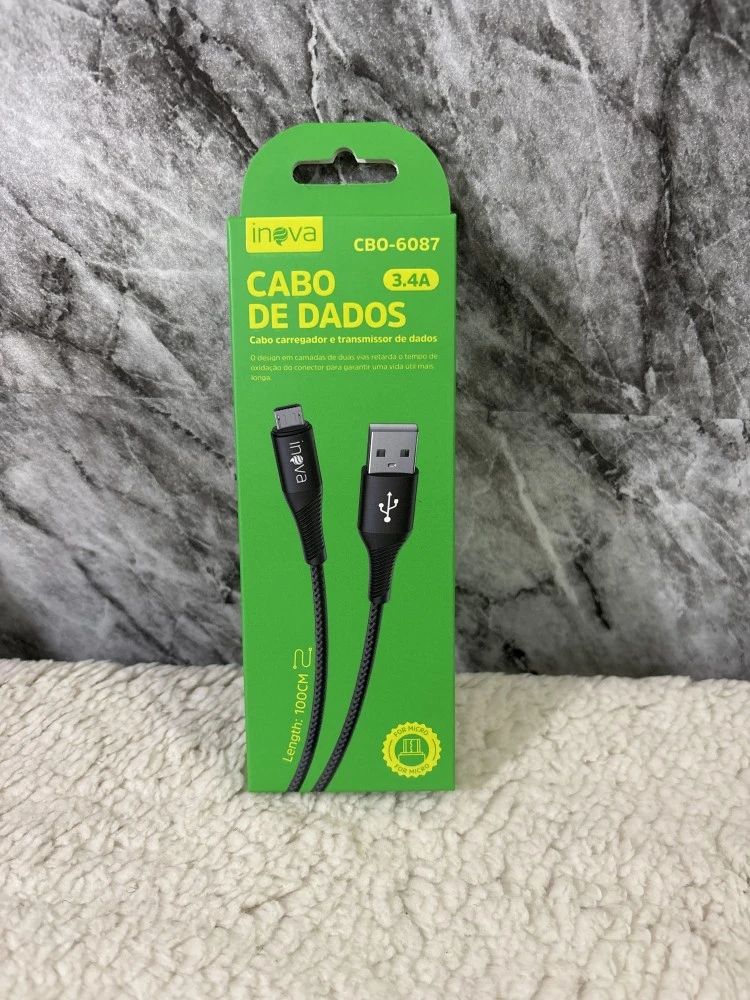 inova
CBO-6087
CABO
DE DADOS
3.4A
Cabo carregador e transmissor de dados
O design em camadas de duas vias retarda o tempo de
oxidação do conector para garantir uma vida útil mais
longa.
inova
Length: 100CM
FOR MICRO
FOR MICRO